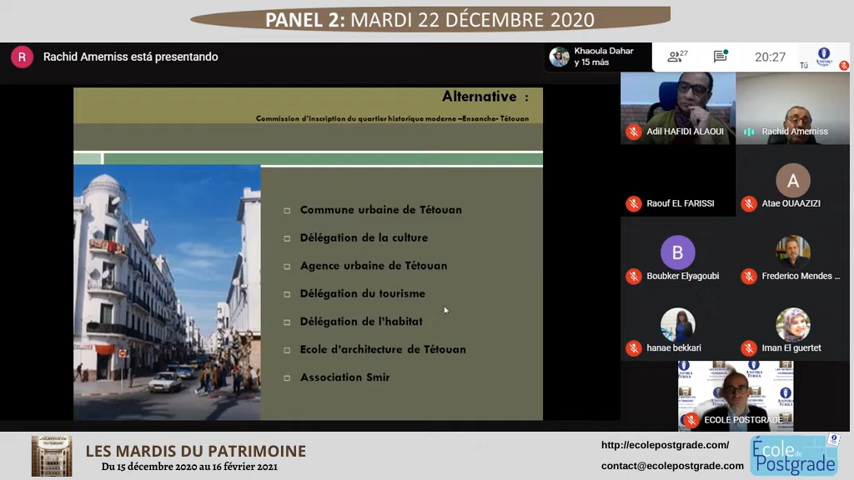 PANEL 2: MARDI 22 DÉCEMBRE 2020
R
Rachid Amerniss está presentando
Khaoula Dahar
y 15 más
27
20:27
Tú
Alternative :
Commission d'inscription du quartier historique moderne –Ensanche- Tétouan
Commune urbaine de Tétouan
Délégation de la culture
Agence urbaine de Tétouan
Délégation du tourisme
Délégation de l'habitat
Ecole d'architecture de Tétouan
Association Smir
Adil HAFIDI ALAOUI
Rachid Amerniss
Raouf EL FARISSI
A
Atae OUAAZIZI
B
Boubker Elyagoubi
Frederico Mendes ...
hanae bekkari
Iman El guertet
ECOLE POSTGRADE
LES MARDIS DU PATRIMOINE
Du 15 décembre 2020 au 16 février 2021
http://ecolepostgrade.com/
contact@ecolepostgrade.com
École de
Postgrade